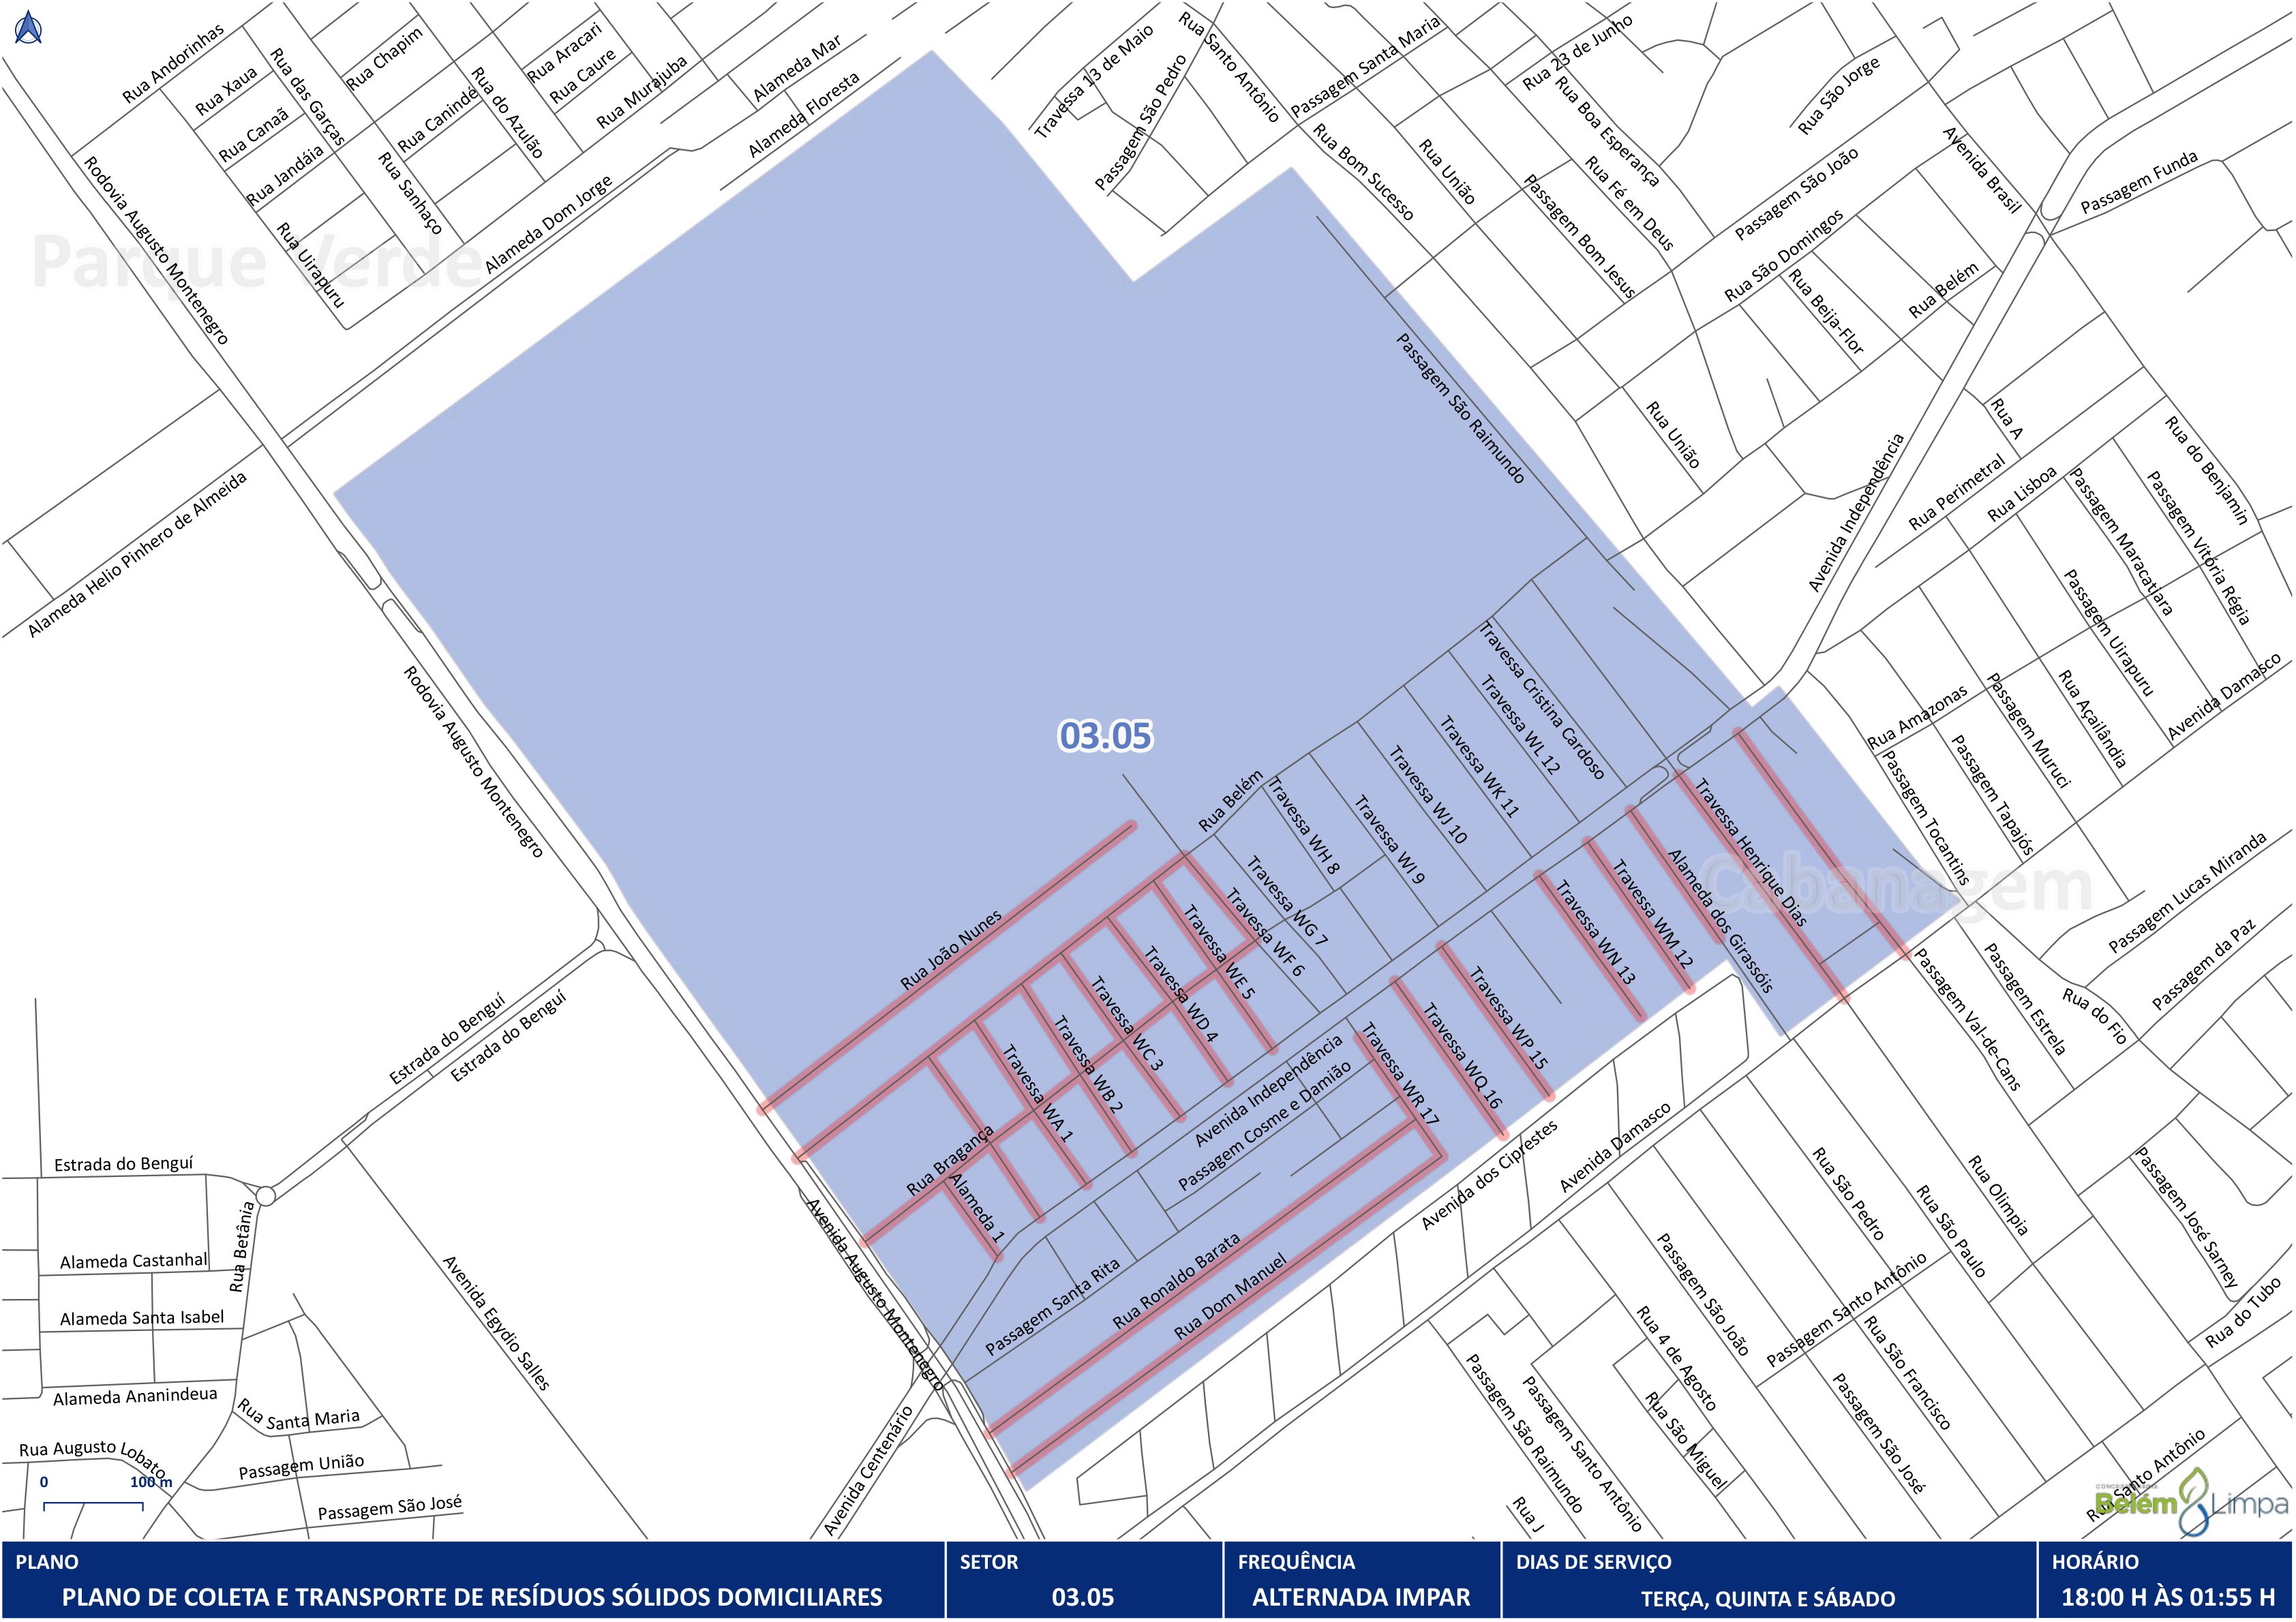 Rua Andorinhas
Rua Xaua
Rua das Garças
Rua Chapim
Rua Canaã
Rua Jandáia
Rua Canindé
Rua do Azulão
Rua Aracari
Rua Caure
Rua Murajuba
Alameda Mar
Alameda Floresta
Rua Sanhaço
Rua Uirapuru
Alameda Dom Jorge
Parque Verde
Rodovia Augusto Montenegro
Travessa 13 de Maio
Passagem São Pedro
Rua Santo Antônio
Passagem Santa Maria
Rua 23 de Junho
Rua Boa Esperança
Rua São Jorge
Rua Bom Sucesso
Rua União
Rua Fé em Deus
Passagem Bom Jesus
Passagem São João
Avenida Brasil
Passagem Funda
Rua São Domingos
Rua Beija-Flor
Rua Belém
Passagem São Raimundo
Rua União
Rua A
Avenida Independência
Rua Perimetral
Rua Lisboa
Rua do Benjamin
Passagem Maracatiara
Passagem Vitória Régia
Passagem Uirapuru
Alameda Helio Pinhero de Almeida
Rodovia Augusto Montenegro
03.05
Travessa Cristina Cardoso
Travessa WL 12
Travessa WK 11
Travessa WJ 10
Travessa WI 9
Travessa WH 8
Rua Belém
Travessa WG 7
Travessa WF 6
Travessa WE 5
Travessa WD 4
Travessa WC 3
Travessa WB 2
Travessa WA 1
Rua João Nunes
Rua Bragança
Alameda 1
Rua Amazonas
Passagem Muruci
Rua Açailândia
Avenida Damasco
Passagem Tocantins
Passagem Tapajós
Travessa Henrique Dias
Alameda dos Girassóis
Cabanagem
Travessa WM 12
Travessa WN 13
Travessa WP 15
Travessa WQ 16
Travessa WR 17
Avenida Independência
Passagem Cosme e Damião
Passagem Lucas Miranda
Passagem da Paz
Rua do Fio
Passagem Estrela
Passagem Val-de-Cans
Estrada do Benguí
Estrada do Benguí
Estrada do Benguí
Rua Betânia
Alameda Castanhal
Alameda Santa Isabel
Alameda Ananindeua
Rua Santa Maria
Rua Augusto Lobato
Passagem União
Passagem São José
Avenida Egydio Salles
Avenida Augusto Montenegro
Avenida Centenário
Passagem Santa Rita
Rua Ronaldo Barata
Rua Dom Manuel
Avenida dos Ciprestes
Avenida Damasco
Rua São Pedro
Rua São Paulo
Rua Olimpia
Passagem José Sarney
Rua do Tubo
Passagem São João
Passagem Santo Antônio
Rua 4 de Agosto
Rua São Francisco
Rua São Miguel
Passagem São José
Passagem São Raimundo
Passagem Santo Antônio
Rua J
Rua Santo Antônio
0 100 m
Belém Limpa
PLANO
PLANO DE COLETA E TRANSPORTE DE RESÍDUOS SÓLIDOS DOMICILIARES
SETOR
03.05
FREQUÊNCIA
ALTERNADA IMPAR
DIAS DE SERVIÇO
TERÇA, QUINTA E SÁBADO
HORÁRIO
18:00 H ÀS 01:55 H